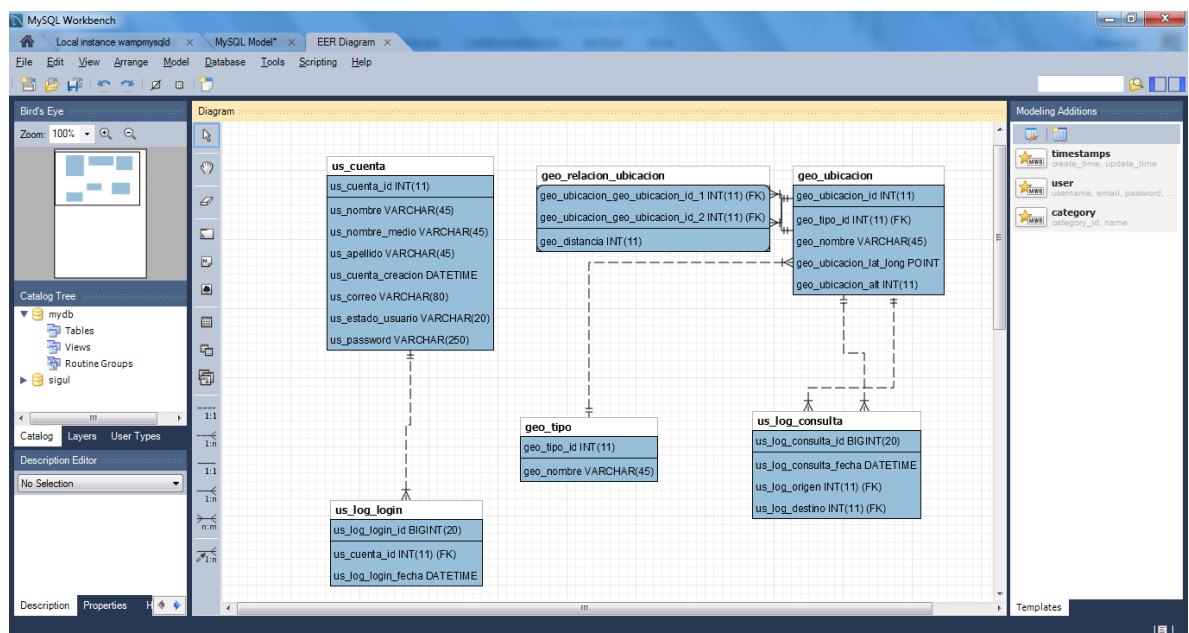 MySQL Workbench
Local instance wampmysqld
MySQL Model*
EER Diagram
File Edit View Arrange Model Database Tools Scripting Help
Bird's Eye
Zoom: 100%
Catalog Tree
mydb
Tables
Views
Routine Groups
sigul
Catalog Layers User Types
Description Editor
No Selection
Description Properties H
Diagram
1:1
1:n
1:1
1:n
n:m
1:n
us_cuenta
us_cuenta_id INT(11)
us_nombre VARCHAR(45)
us_nombre_medio VARCHAR(45)
us_apellido VARCHAR(45)
us_cuenta_creacion DATETIME
us_correo VARCHAR(80)
us_estado_usuario VARCHAR(20)
us_password VARCHAR(250)
geo_relacion_ubicacion
geo_ubicacion_geo_ubicacion_id_1 INT(11) (FK)
geo_ubicacion_geo_ubicacion_id_2 INT(11) (FK)
geo_distancia INT(11)
geo_ubicacion
geo_ubicacion_id INT(11)
geo_tipo_id INT(11) (FK)
geo_nombre VARCHAR(45)
geo_ubicacion_lat_long POINT
geo_ubicacion_alt INT(11)
geo_tipo
geo_tipo_id INT(11)
geo_nombre VARCHAR(45)
us_log_consulta
us_log_consulta_id BIGINT(20)
us_log_consulta_fecha DATETIME
us_log_origen INT(11) (FK)
us_log_destino INT(11) (FK)
us_log_login
us_log_login_id BIGINT(20)
us_cuenta_id INT(11) (FK)
us_log_login_fecha DATETIME
Modeling Additions
MWB
timestamps
create_time, update_time
MWB
user
username, email, password, ...
MWB
category
category_id, name
Templates